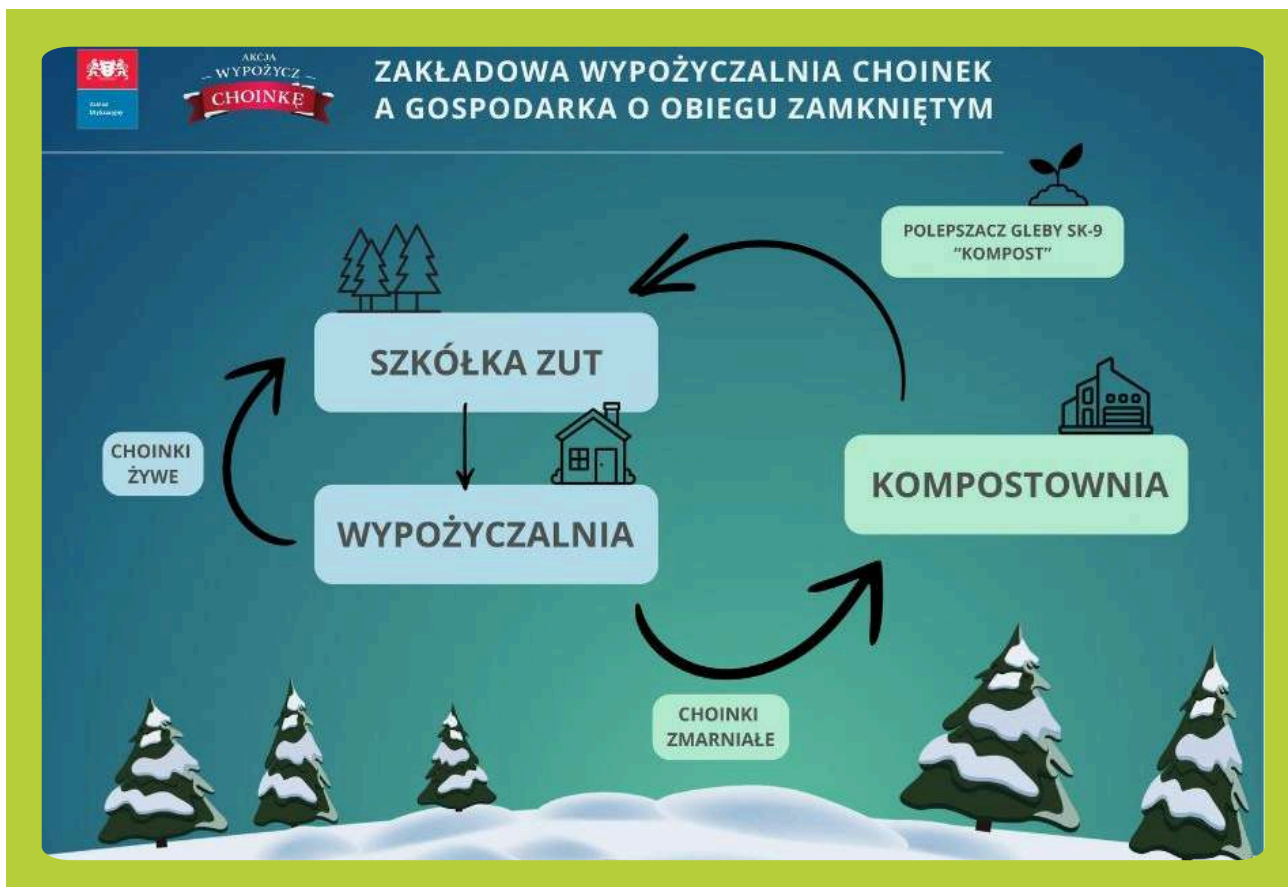 AKCJA
WYPOŻYCZ
CHOINKĘ
ZAKŁADOWA WYPOŻYCZALNIA CHOINEK
A GOSPODARKA O OBIEGU ZAMKNIĘTYM
POLEPSZACZ GLEBY SK-9
"KOMPOST"
SZKÓŁKA ZUT
CHOINKI
ŻYWE
WYPOŻYCZALNIA
KOMPOSTOWNIA
CHOINKI
ZMARNIAŁE